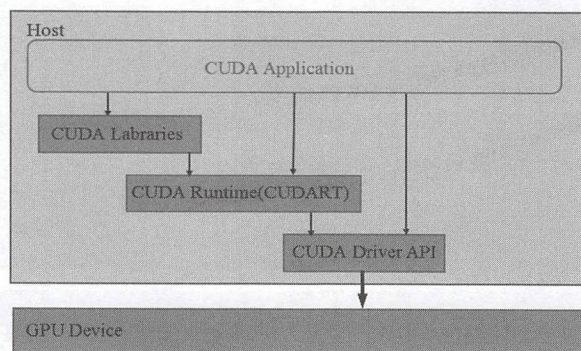 Host
CUDA Application
CUDA Labraries
CUDA Runtime(CUDART)
CUDA Driver API
GPU Device